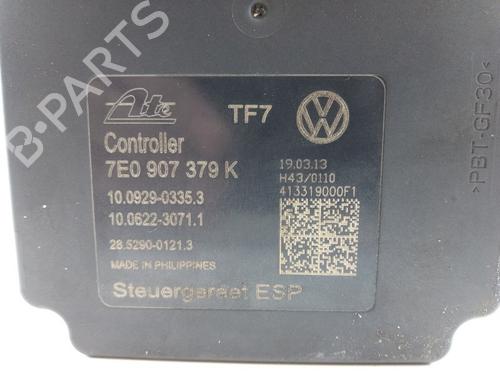 B-PARTS
Ate
TF7
Controller
7E0 907 379 K
19.03.13
H43/0110
413319000F1
10.0929-0335.3
10.0622-3071.1
28.5290-0121.3
MADE IN PHILIPPINES
Steuergeraet ESP
>PBT-GF30<